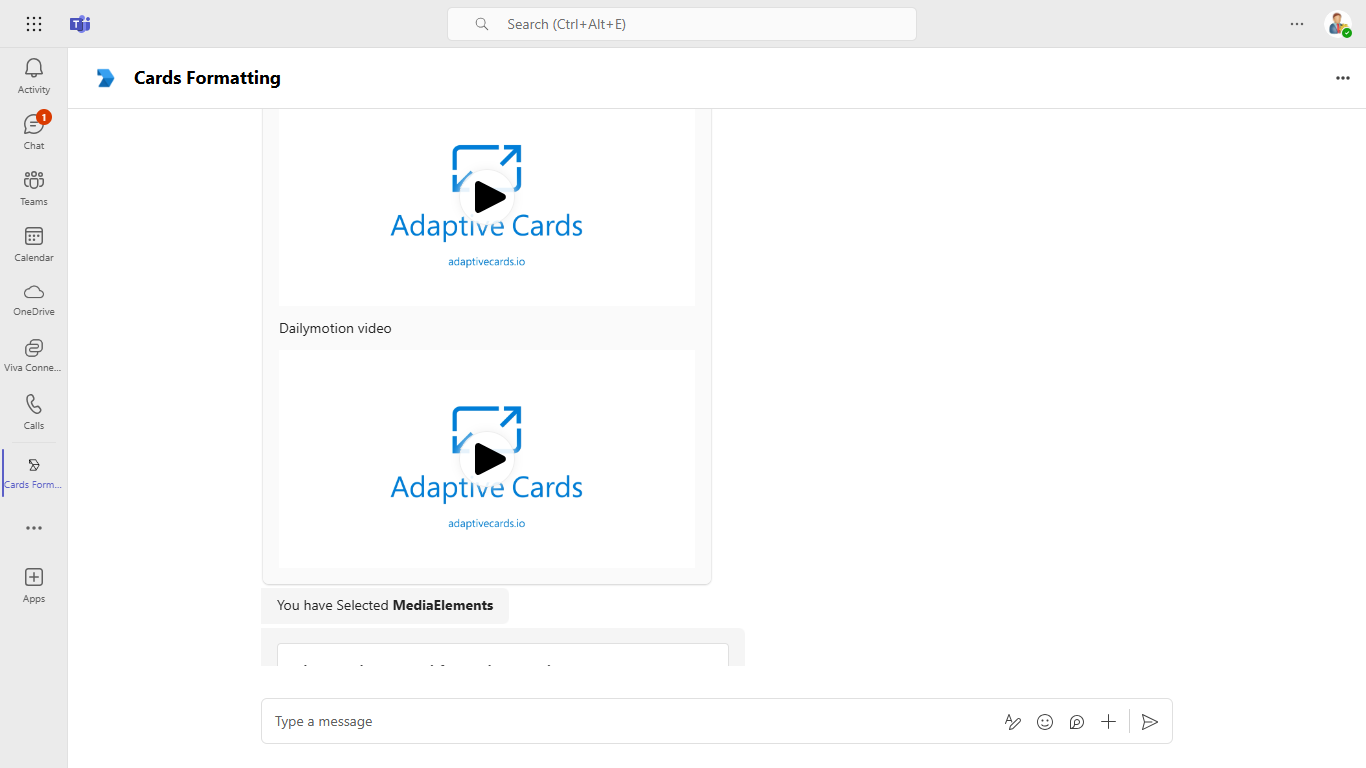 Search (Ctrl+Alt+E)
Cards Formatting
Activity
1
Chat
Teams
Calendar
OneDrive
Viva Conne...
Calls
Cards Form...
Apps
Adaptive Cards
adaptivecards.io
Dailymotion video
Adaptive Cards
adaptivecards.io
You have Selected MediaElements
Type a message